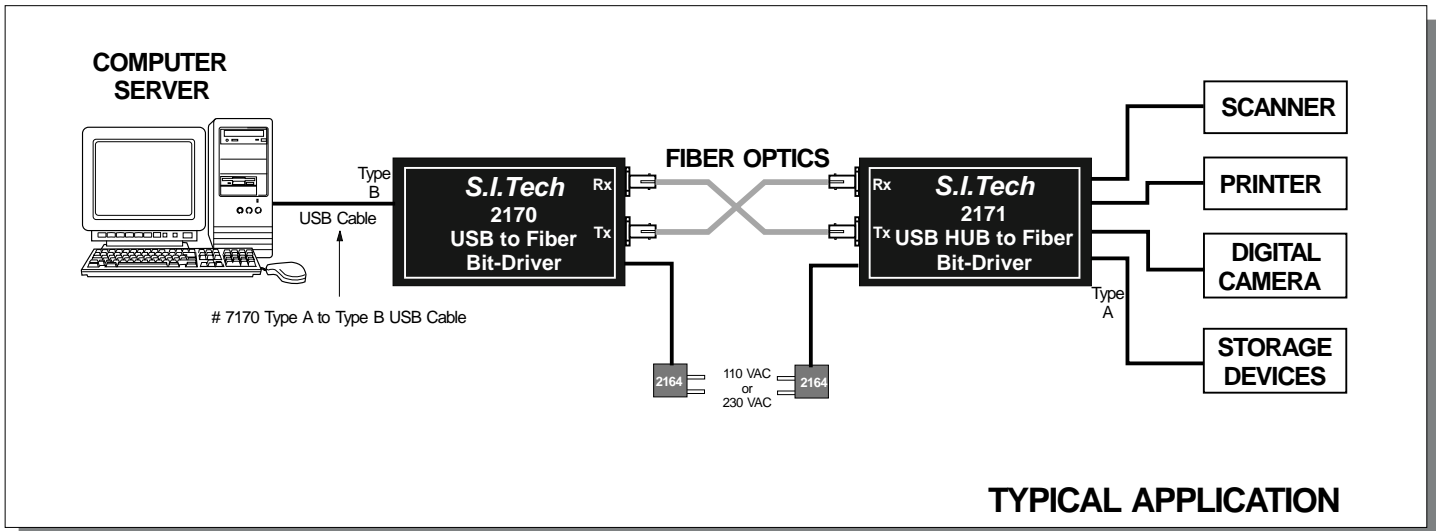 COMPUTER
SERVER
Type
B
USB Cable
# 7170 Type A to Type B USB Cable
S.I.Tech
2170
USB to Fiber
Bit-Driver
Rx
Tx
FIBER OPTICS
Rx
Tx
S.I.Tech
2171
USB HUB to Fiber
Bit-Driver
Type
A
SCANNER
PRINTER
DIGITAL
CAMERA
STORAGE
DEVICES
2164
110 VAC
or
230 VAC
2164
TYPICAL APPLICATION